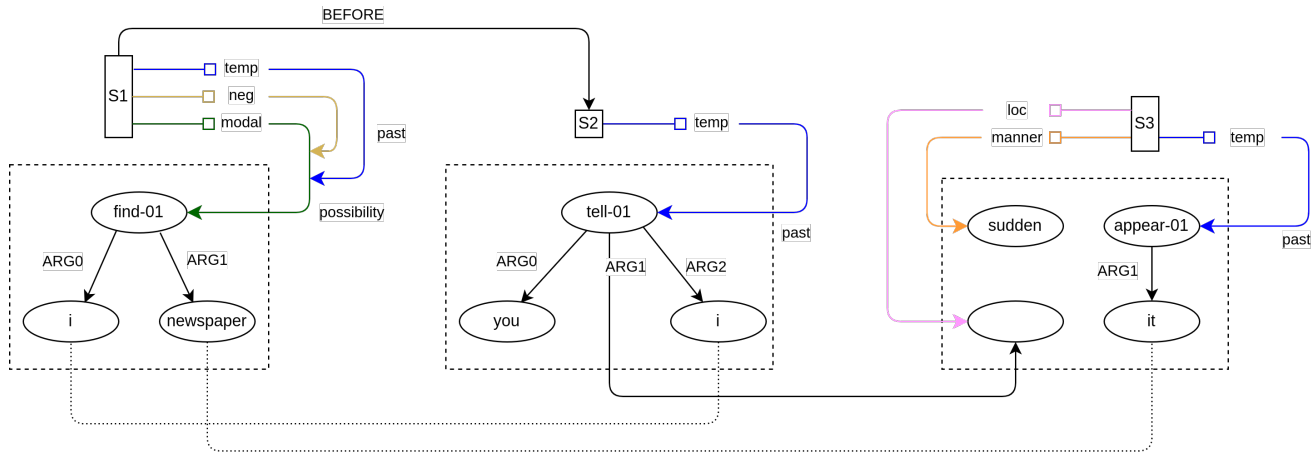 BEFORE
S1
temp
neg
modal
past
possibility
find-01
ARG0
ARG1
i
newspaper
S2
temp
past
tell-01
ARG0
ARG1
ARG2
you
i
loc
manner
S3
temp
past
sudden
appear-01
ARG1
it